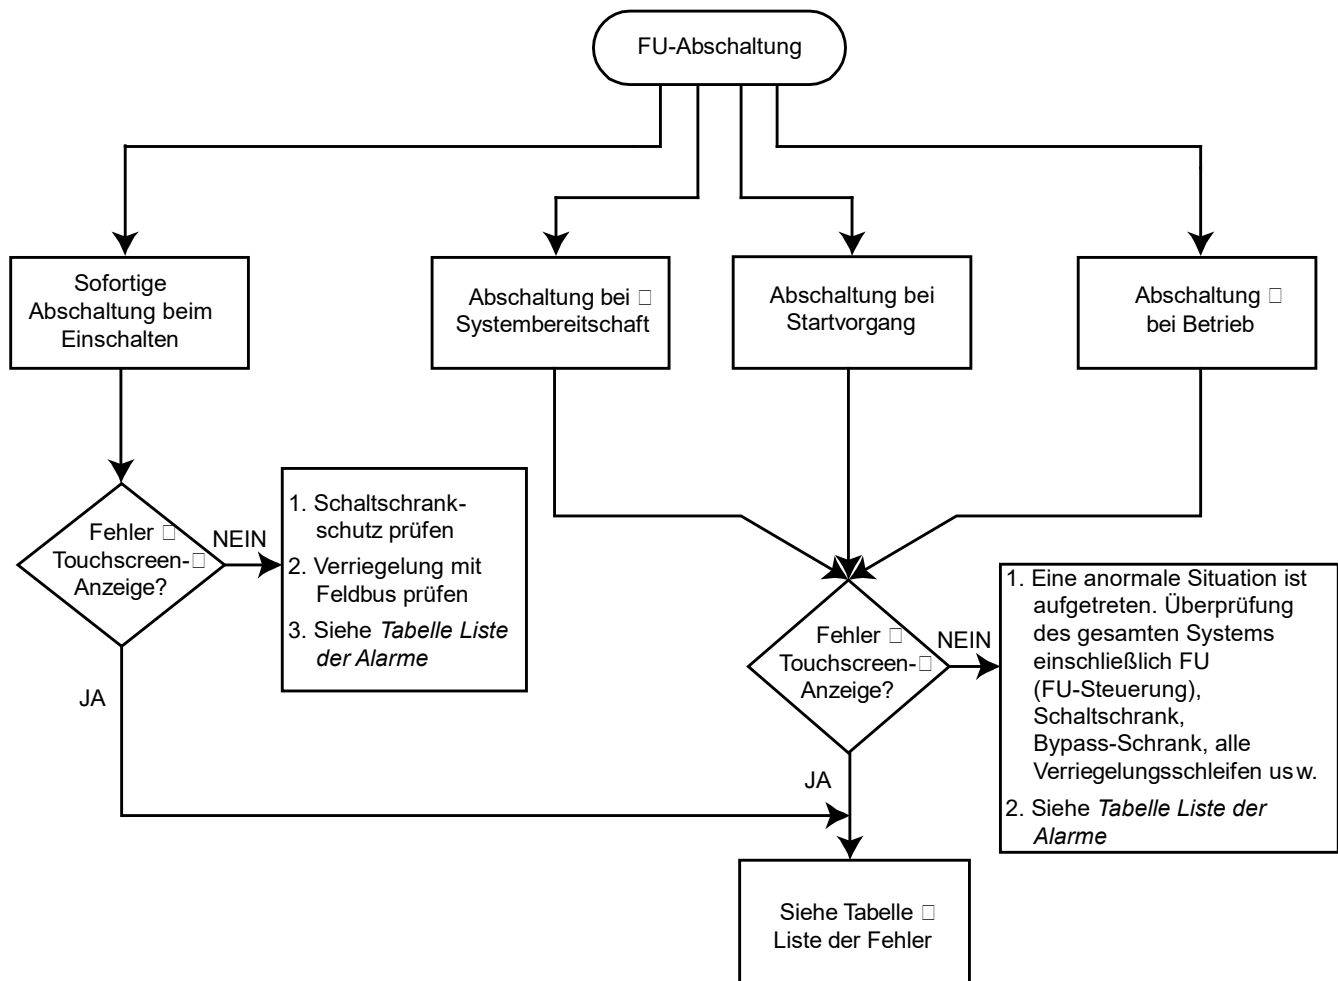 FU-Abschaltung
Sofortige
Abschaltung beim
Einschalten
Abschaltung bei □
Systembereitschaft
Abschaltung bei
Startvorgang
Abschaltung □
bei Betrieb
Fehler □
Touchscreen-□
Anzeige?
NEIN
JA
1. Schaltschrank-
schutz prüfen
2. Verriegelung mit
Feldbus prüfen
3. Siehe Tabelle Liste
der Alarme
Fehler □
Touchscreen-□
Anzeige?
NEIN
JA
1. Eine anormale Situation ist
aufgetreten. Überprüfung
des gesamten Systems
einschließlich FU
(FU-Steuerung),
Schaltschrank,
Bypass-Schrank, alle
Verriegelungsschleifen usw.
2. Siehe Tabelle Liste der
Alarme
Siehe Tabelle □
Liste der Fehler